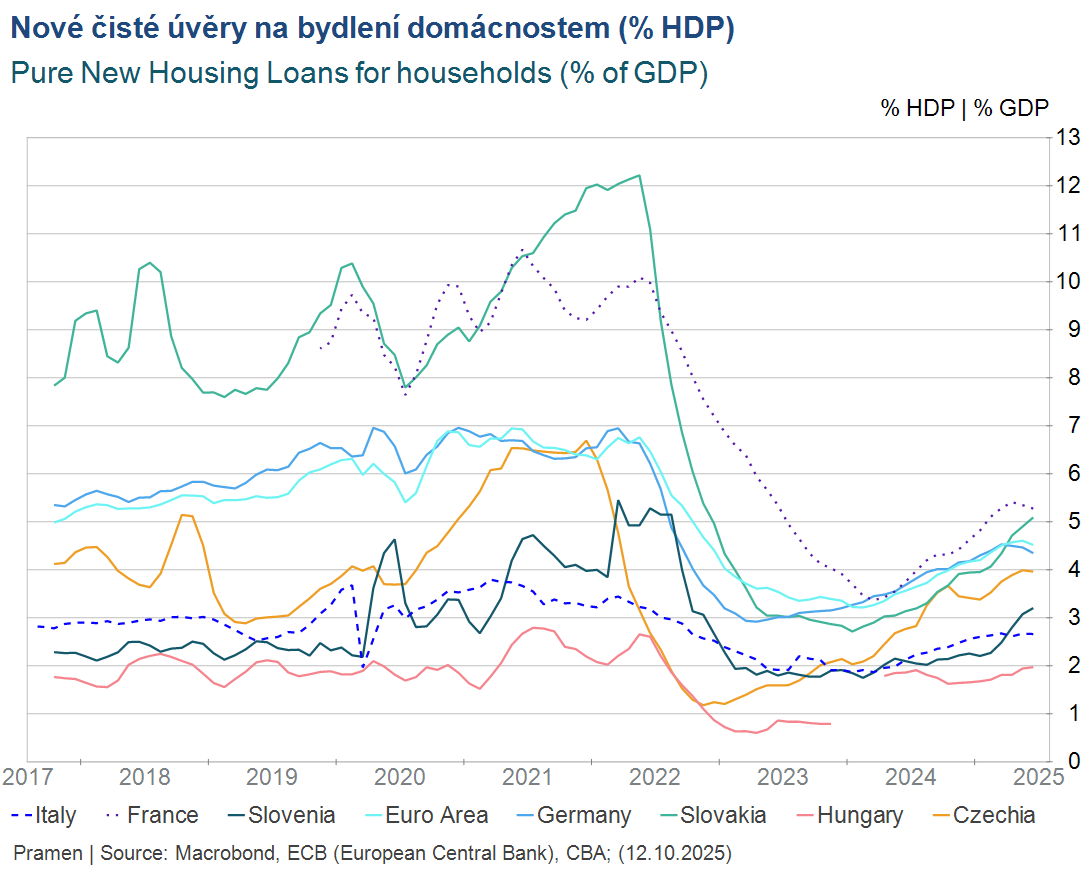 Nové čisté úvěry na bydlení domácnostem (% HDP)
Pure New Housing Loans for households (% of GDP)
% HDP | % GDP
13
12
11
10
9
8
7
6
5
4
3
2
1
0
2017 2018 2019 2020 2021 2022 2023 2024 2025
Italy France Slovenia Euro Area Germany Slovakia Hungary Czechia
Pramen | Source: Macrobond, ECB (European Central Bank), CBA; (12.10.2025)